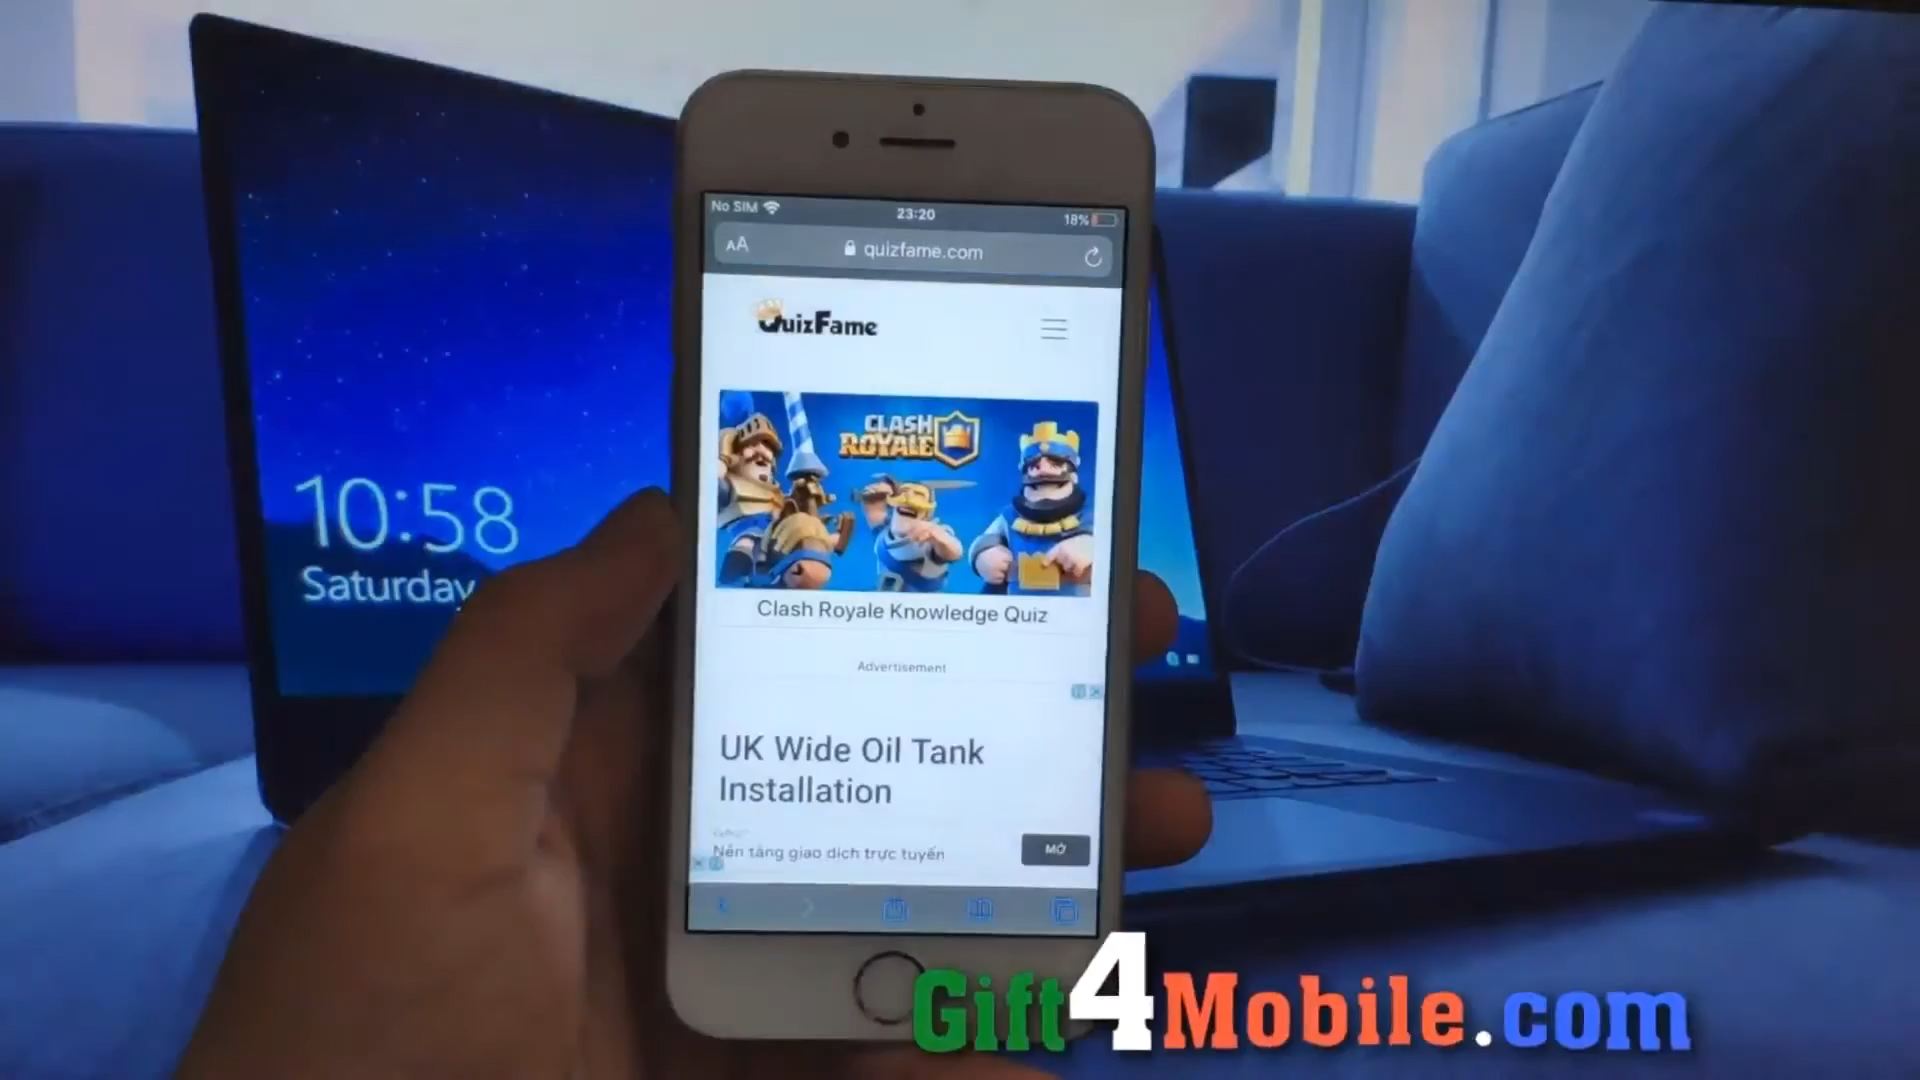 10:58
Saturday
No SIM
23:20
18%
AA
quizfame.com
QuizFame
CLASH
ROYALE
Clash Royale Knowledge Quiz
Advertisement
UK Wide Oil Tank
Installation
Nền tảng giao dịch trực tuyến
MỞ
Gift4Mobile.com